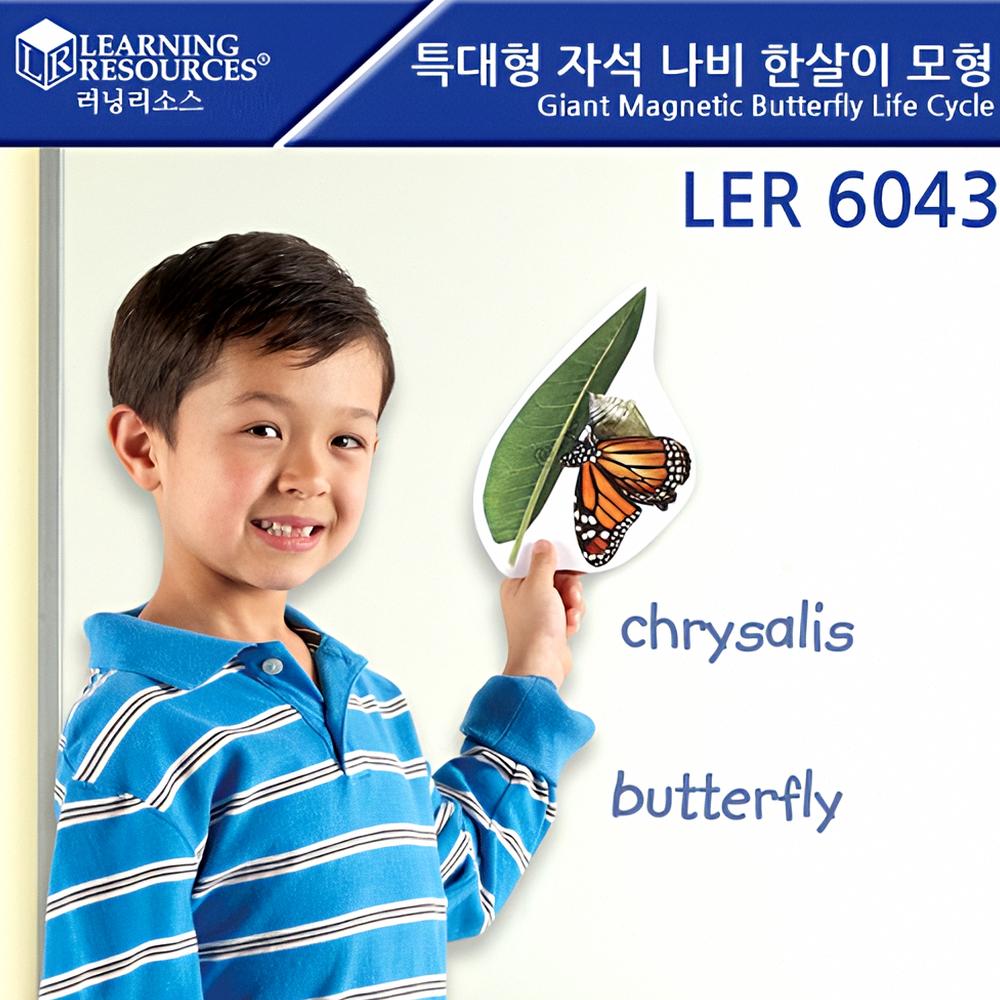 LR LEARNING
RESOURCES®
러닝리소스
특대형 자석 나비 한살이 모형
Giant Magnetic Butterfly Life Cycle
LER 6043
chrysalis
butterfly